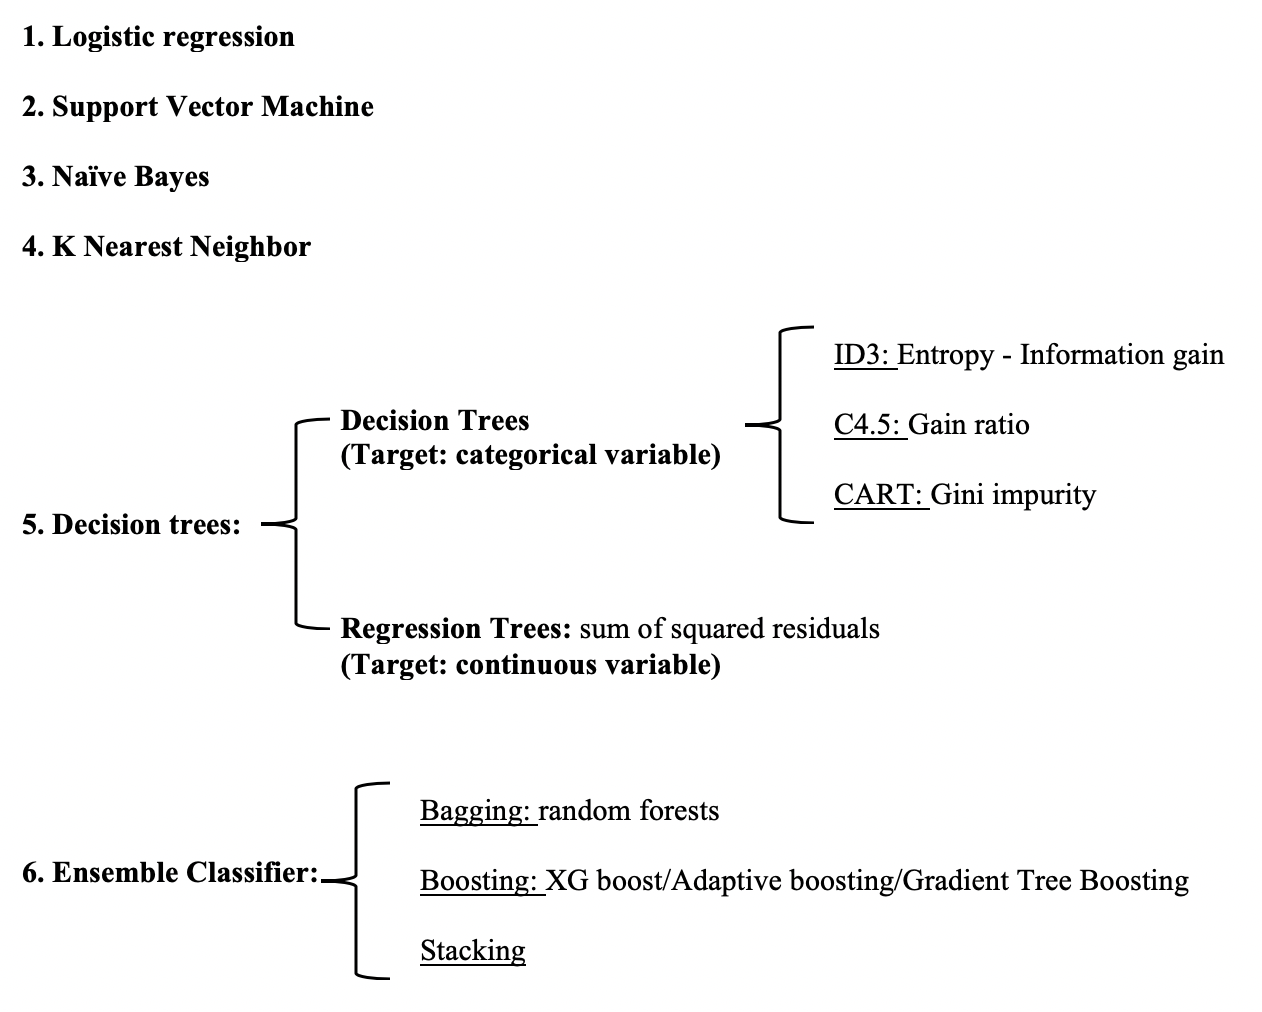 1. Logistic regression
2. Support Vector Machine
3. Naïve Bayes
4. K Nearest Neighbor
5. Decision trees:
Decision Trees
(Target: categorical variable)
ID3: Entropy - Information gain
C4.5: Gain ratio
CART: Gini impurity
Regression Trees: sum of squared residuals
(Target: continuous variable)
6. Ensemble Classifier:
Bagging: random forests
Boosting: XG boost/Adaptive boosting/Gradient Tree Boosting
Stacking